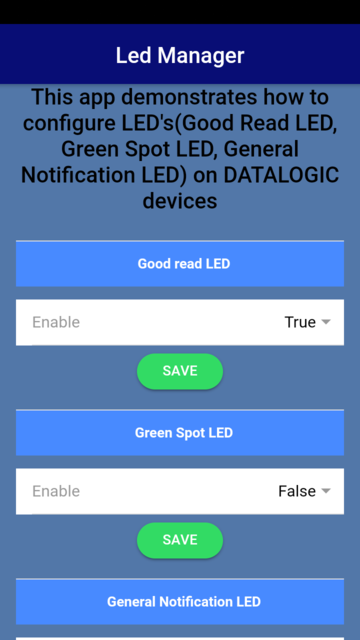 Led Manager
This app demonstrates how to
configure LED's(Good Read LED,
Green Spot LED, General
Notification LED) on DATALOGIC
devices
Good read LED
Enable True
SAVE
Green Spot LED
Enable False
SAVE
General Notification LED